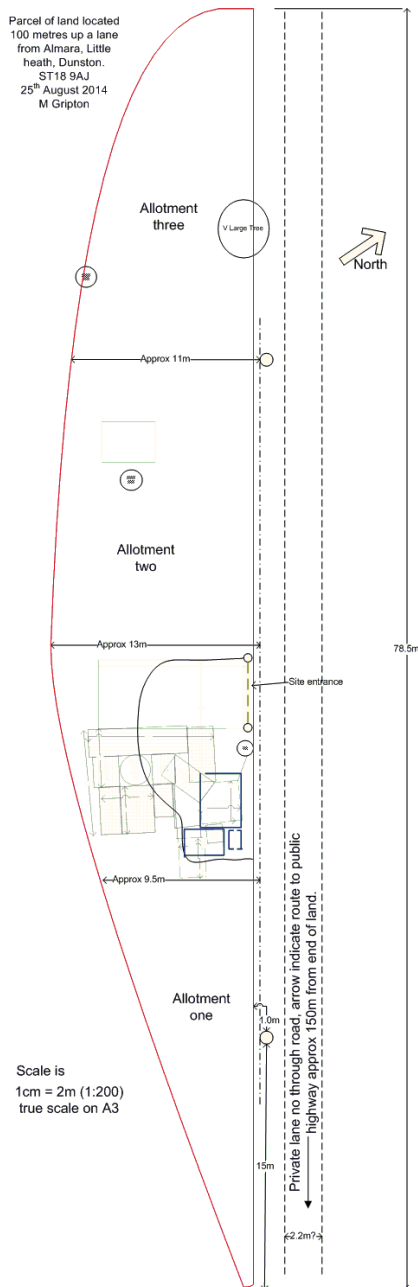 Parcel of land located
100 metres up a lane
from Almara, Little
heath, Dunston.
ST18 9AJ
25th August 2014
M Gripton
Allotment
three
V Large Tree
North
Approx 11m
Allotment
two
Approx 13m
78.5m
Site entrance
Approx 9.5m
Allotment
one
1.0m
Scale is
1cm = 2m (1:200)
true scale on A3
Private lane no through road, arrow indicate route to public
highway approx 150m from end of land.
15m
2.2m?